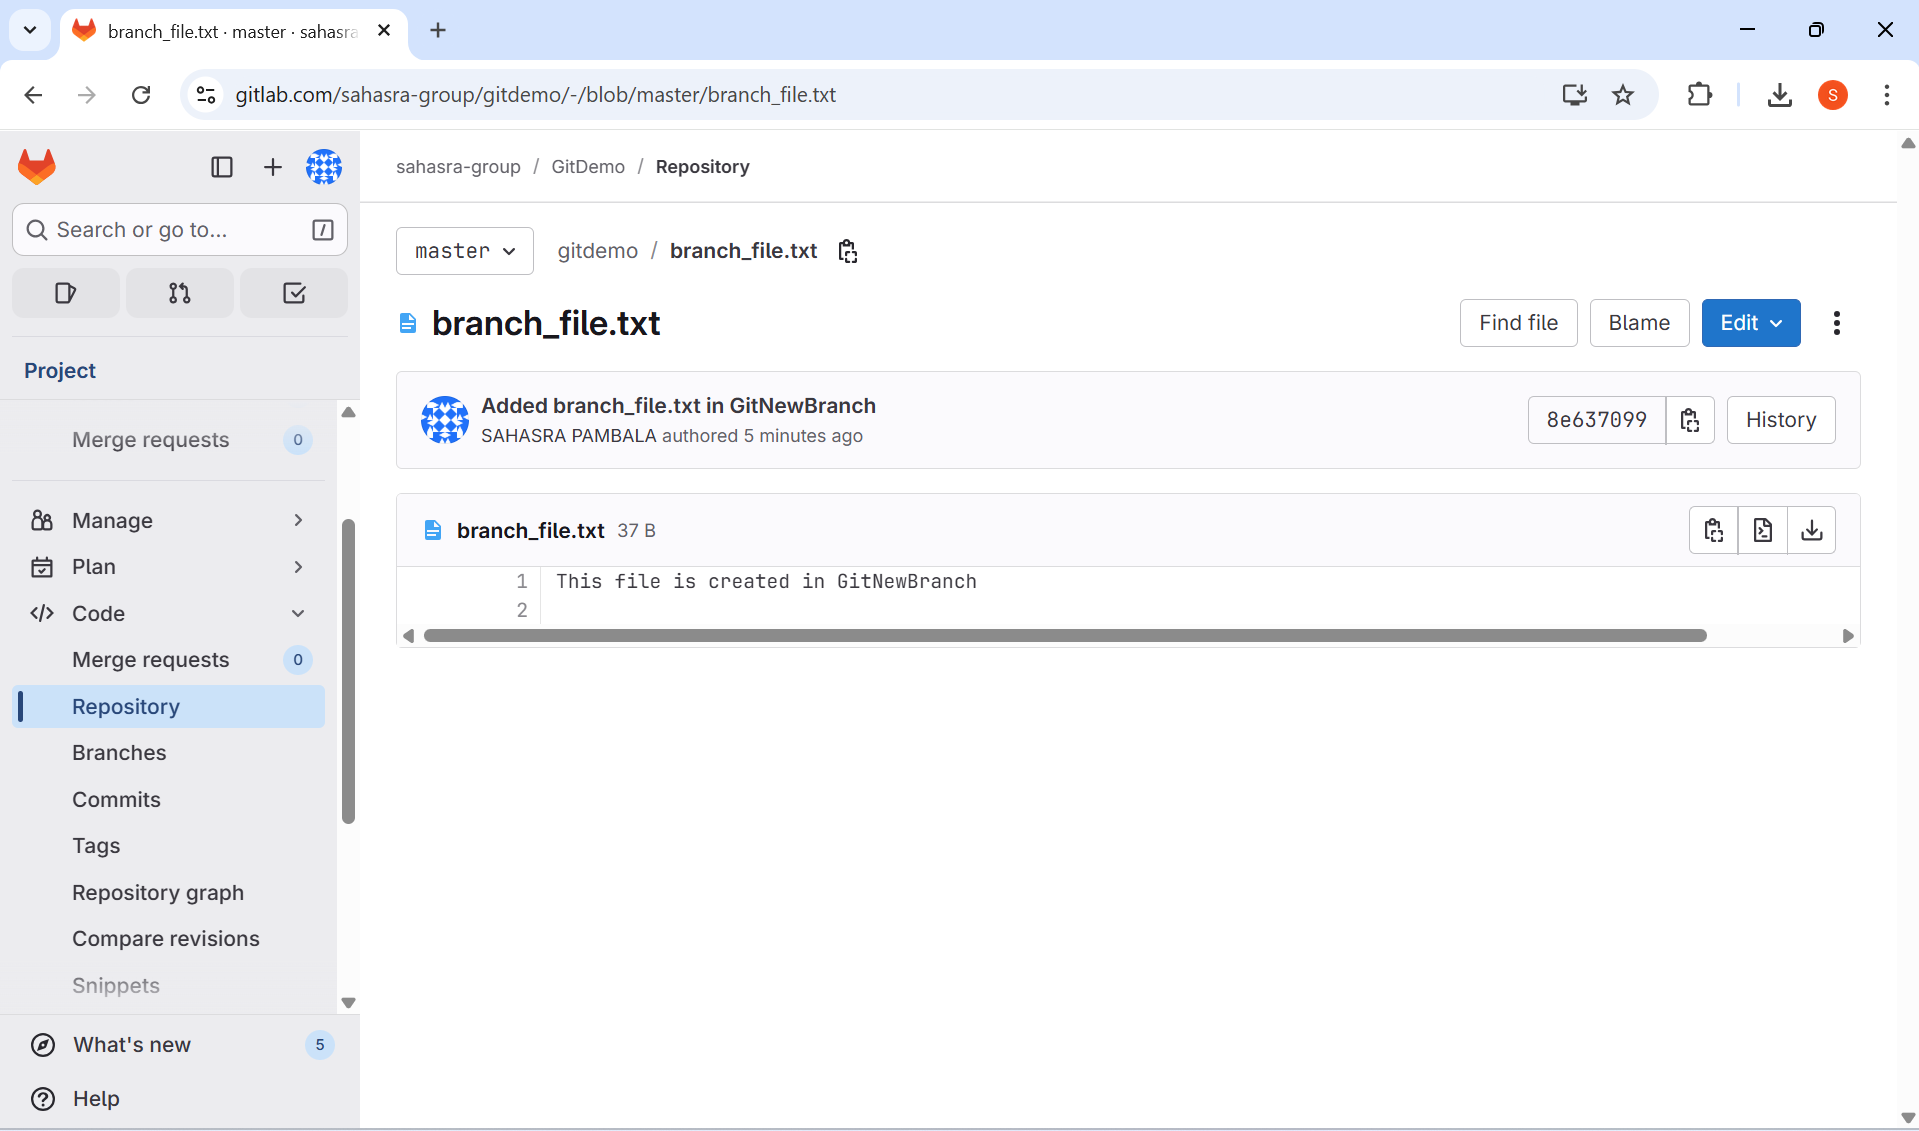 branch_file.txt · master · sahasra
gitlab.com/sahasra-group/gitdemo/-/blob/master/branch_file.txt
S
sahasra-group / GitDemo / Repository
Search or go to... /
master
gitdemo / branch_file.txt
branch_file.txt
Find file
Blame
Edit
Project
Added branch_file.txt in GitNewBranch
SAHASRA PAMBALA authored 5 minutes ago
8e637099
History
Merge requests 0
Manage
Plan
Code
Merge requests 0
Repository
Branches
Commits
Tags
Repository graph
Compare revisions
Snippets
What's new 5
Help
branch_file.txt 37 B
1 This file is created in GitNewBranch
2